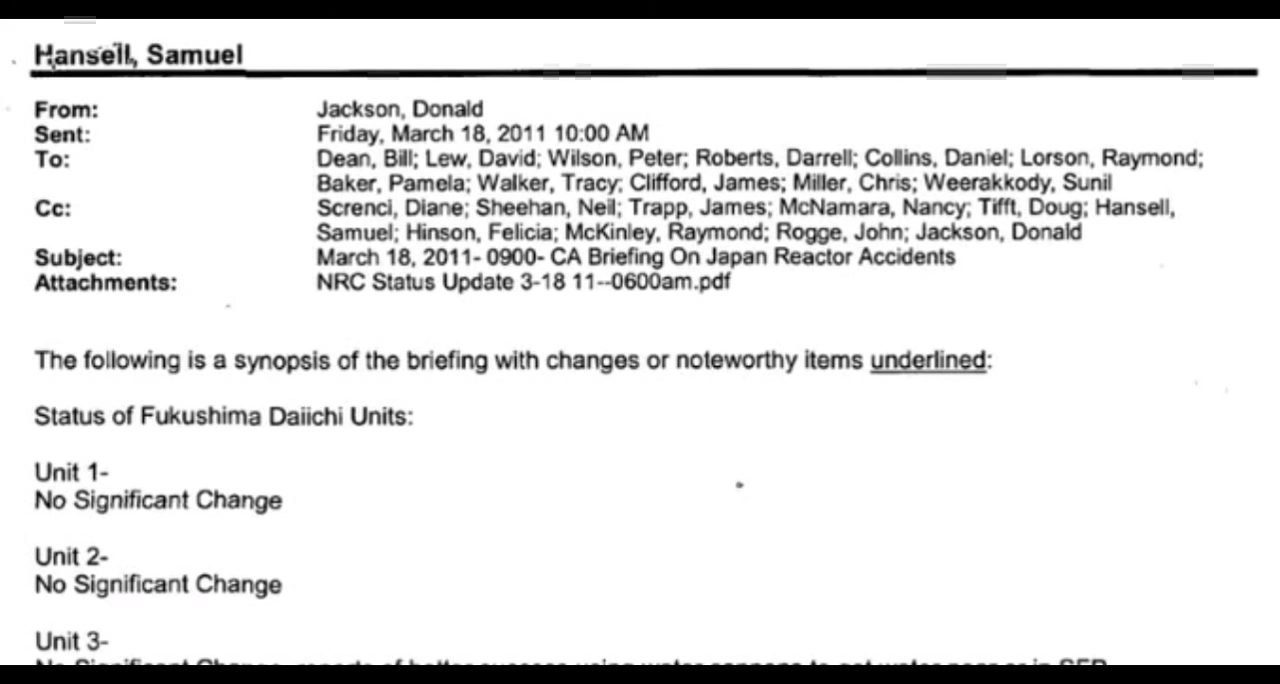 Hansell, Samuel
From: Jackson, Donald
Sent: Friday, March 18, 2011 10:00 AM
To: Dean, Bill; Lew, David; Wilson, Peter; Roberts, Darrell; Collins, Daniel; Lorson, Raymond;
Baker, Pamela; Walker, Tracy; Clifford, James; Miller, Chris; Weerakkody, Sunil
Cc: Screnci, Diane; Sheehan, Neil; Trapp, James; McNamara, Nancy; Tifft, Doug; Hansell,
Samuel; Hinson, Felicia; McKinley, Raymond; Rogge, John; Jackson, Donald
Subject: March 18, 2011- 0900- CA Briefing On Japan Reactor Accidents
Attachments: NRC Status Update 3-18 11--0600am.pdf
The following is a synopsis of the briefing with changes or noteworthy items underlined:
Status of Fukushima Daiichi Units:
Unit 1-
No Significant Change
Unit 2-
No Significant Change
Unit 3-